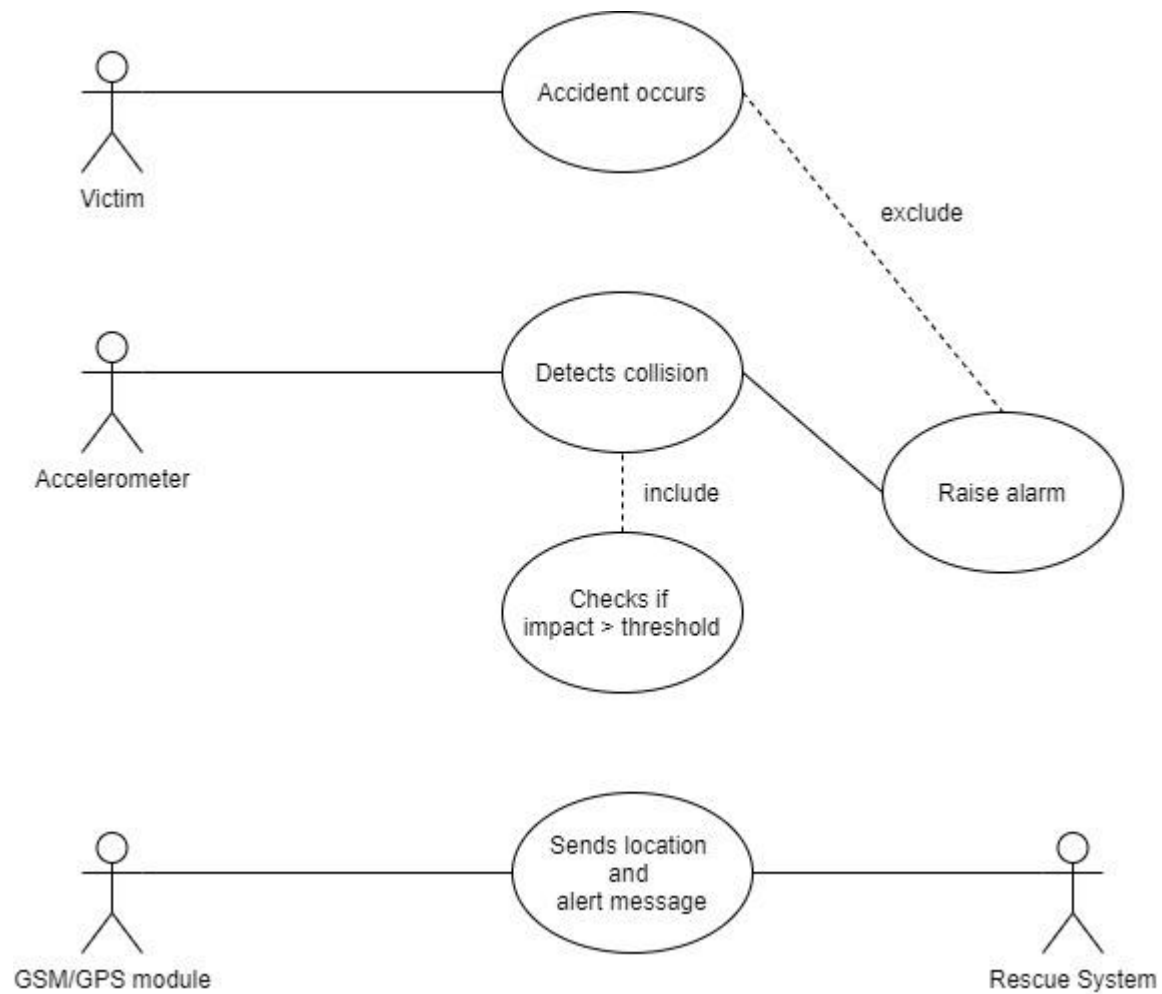 Accident occurs
Victim
exclude
Detects collision
Accelerometer
include
Raise alarm
Checks if
impact > threshold
Sends location
and
alert message
GSM/GPS module
Rescue System